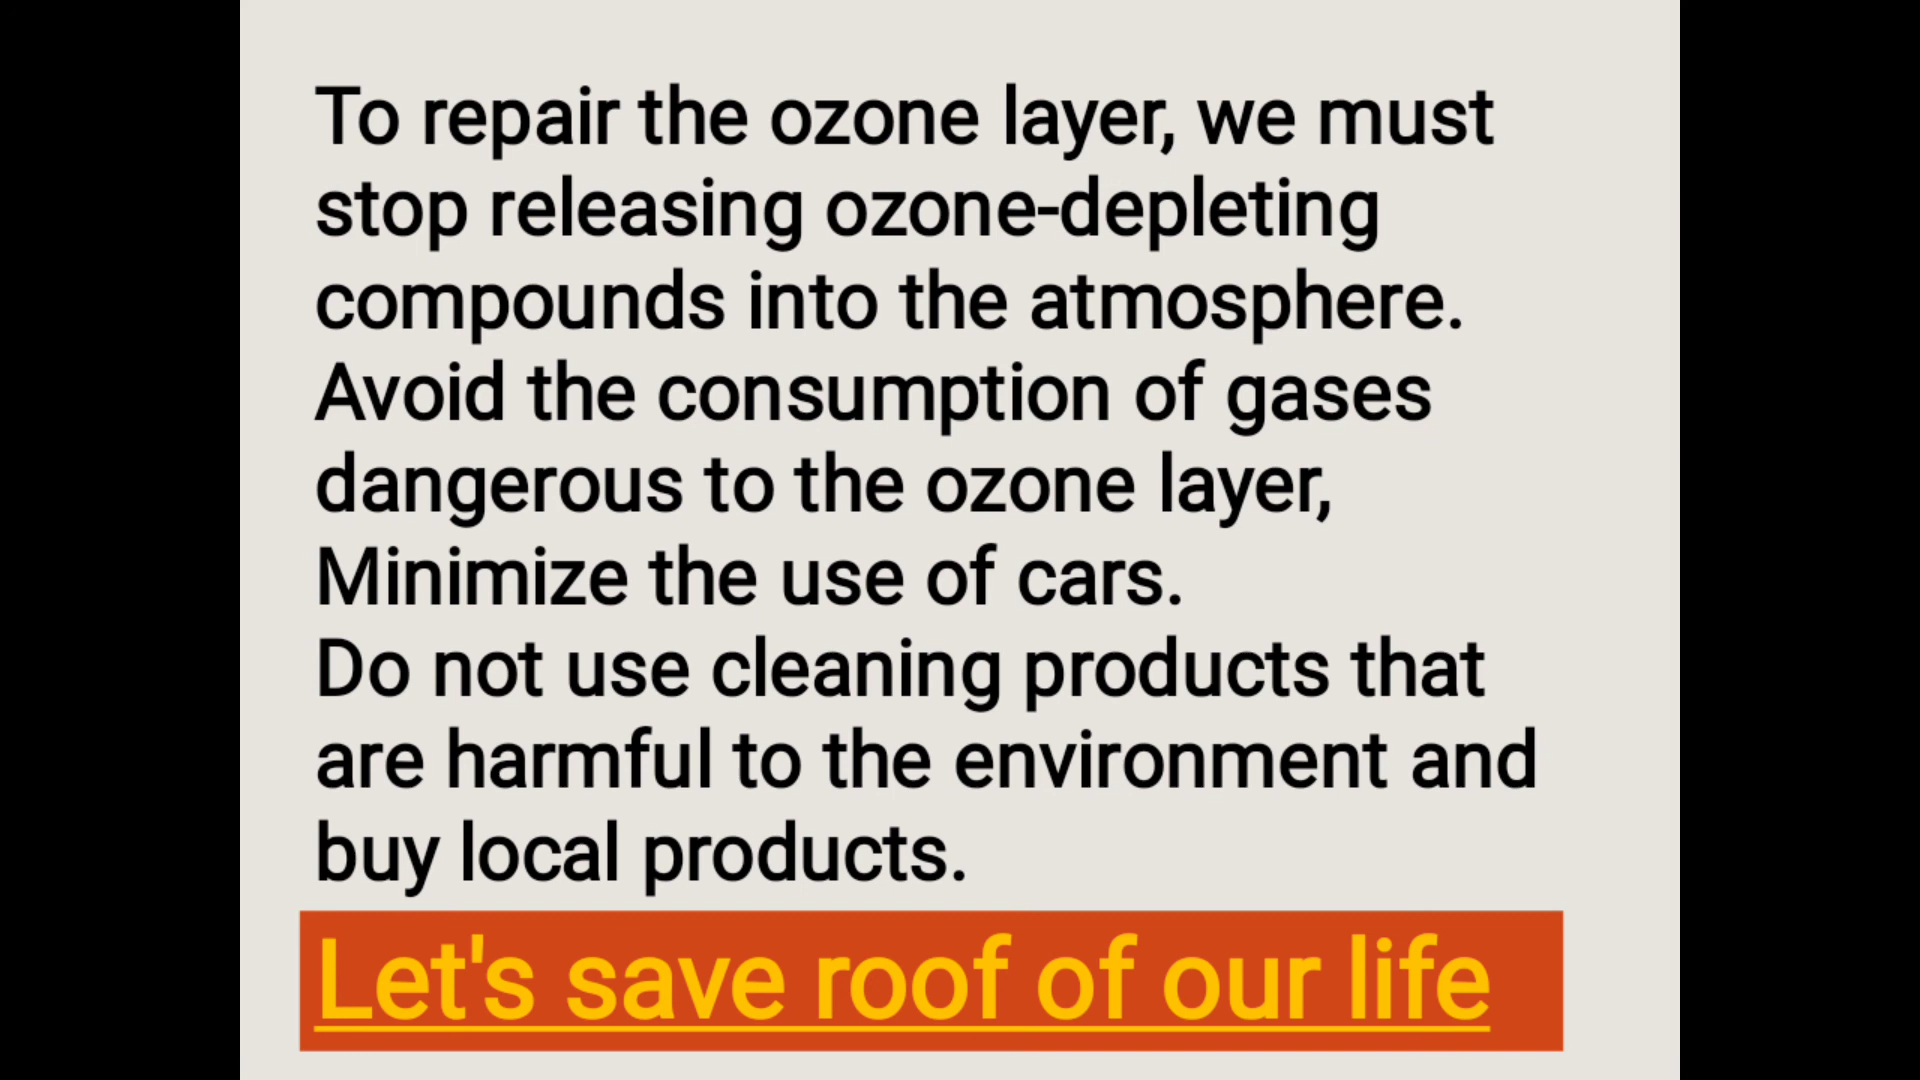 To repair the ozone layer, we must
stop releasing ozone-depleting
compounds into the atmosphere.
Avoid the consumption of gases
dangerous to the ozone layer,
Minimize the use of cars.
Do not use cleaning products that
are harmful to the environment and
buy local products.
Let's save roof of our life